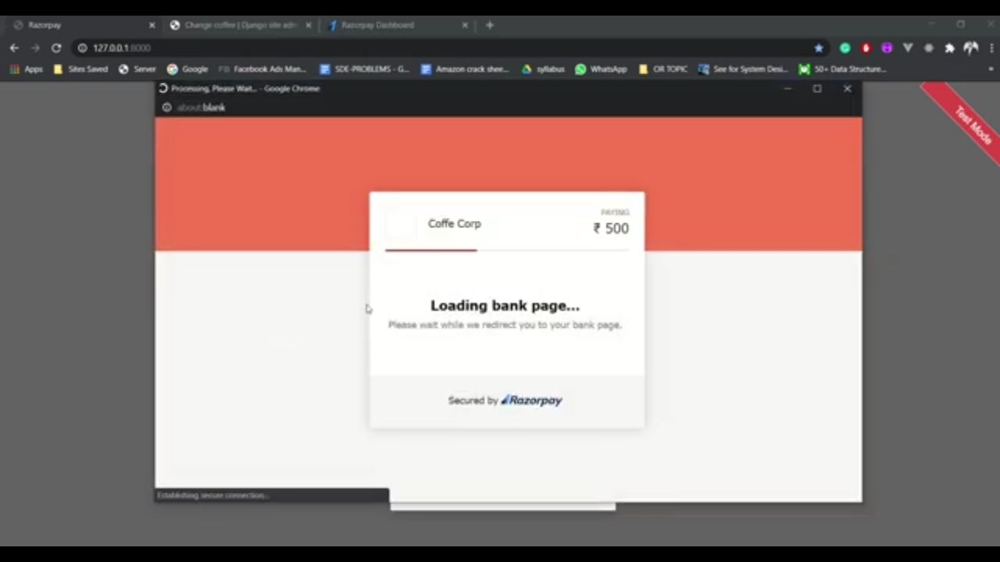 Razorpay
Change coffee | Django site adm
Razorpay Dashboard
127.0.0.1:8000
Apps
Sites Saved
Server
Google
Facebook Ads Man...
SDE-PROBLEMS - G...
Amazon crack shee...
syllabus
WhatsApp
OR TOPIC
See for System Desi...
50+ Data Structure...
Processing, Please Wait... - Google Chrome
about:blank
Test Mode
PAYING
Coffe Corp
₹ 500
Loading bank page...
Please wait while we redirect you to your bank page.
Secured by Razorpay
Establishing secure connection...